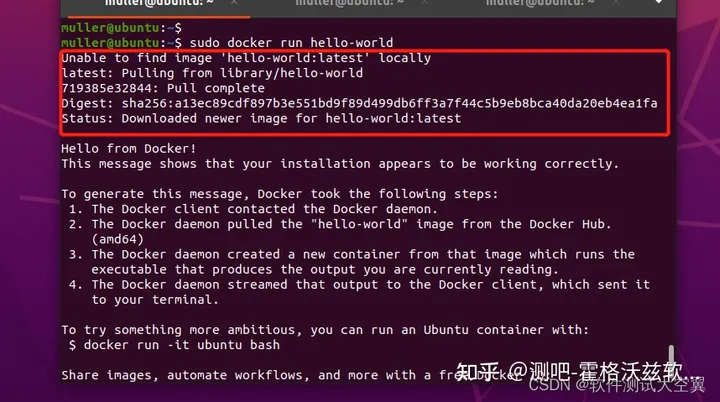 muller@ubuntu: ~ muller@ubuntu: ~ muller@ubuntu: ~
muller@ubuntu:~$
muller@ubuntu:~$ sudo docker run hello-world
Unable to find image 'hello-world:latest' locally
latest: Pulling from library/hello-world
719385e32844: Pull complete
Digest: sha256:a13ec89cdf897b3e551bd9f89d499db6ff3a7f44c5b9eb8bca40da20eb4ea1fa
Status: Downloaded newer image for hello-world:latest
Hello from Docker!
This message shows that your installation appears to be working correctly.
To generate this message, Docker took the following steps:
1. The Docker client contacted the Docker daemon.
2. The Docker daemon pulled the "hello-world" image from the Docker Hub.
(amd64)
3. The Docker daemon created a new container from that image which runs the
executable that produces the output you are currently reading.
4. The Docker daemon streamed that output to the Docker client, which sent it
to your terminal.
To try something more ambitious, you can run an Ubuntu container with:
$ docker run -it ubuntu bash
Share images, automate workflows, and more with a free Docker
知乎 @测吧-霍格沃兹软...
CSDN @软件测试大空翼